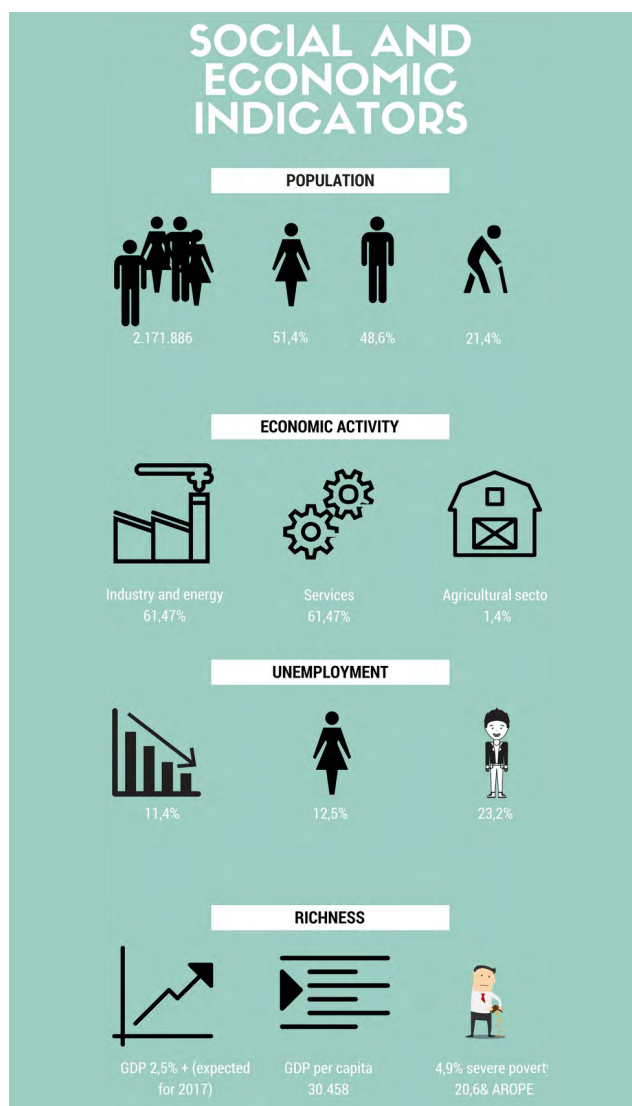 SOCIAL AND
ECONOMIC
INDICATORS
POPULATION
2.171.886
51,4%
48,6%
21,4%
ECONOMIC ACTIVITY
Industry and energy
61,47%
Services
61,47%
Agricultural secto
1,4%
UNEMPLOYMENT
11,4%
12,5%
23,2%
RICHNESS
GDP 2,5% + (expected
for 2017)
GDP per capita
30.458
4,9% severe poverty
20,6& AROPE